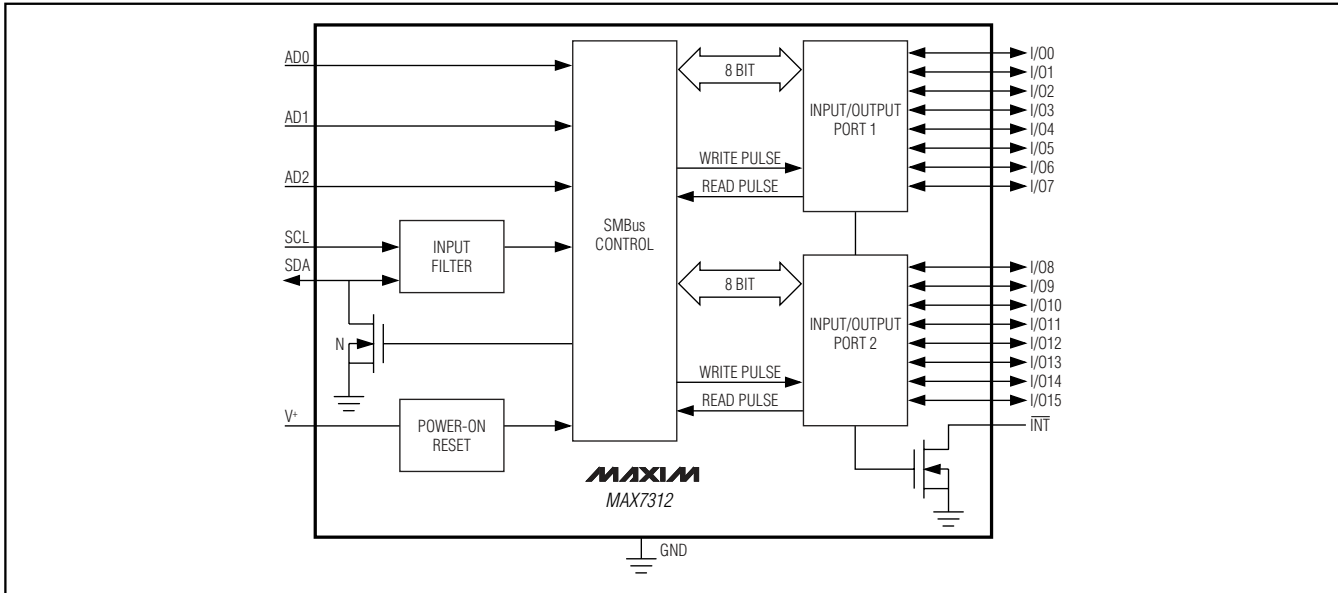 AD0
AD1
AD2
SCL
SDA
N
V+
INPUT
FILTER
POWER-ON
RESET
SMBus
CONTROL
8 BIT
WRITE PULSE
READ PULSE
8 BIT
WRITE PULSE
READ PULSE
INPUT/OUTPUT
PORT 1
INPUT/OUTPUT
PORT 2
I/O0
I/O1
I/O2
I/O3
I/O4
I/O5
I/O6
I/O7
I/O8
I/O9
I/O10
I/O11
I/O12
I/O13
I/O14
I/O15
INT
MAXIM
MAX7312
GND